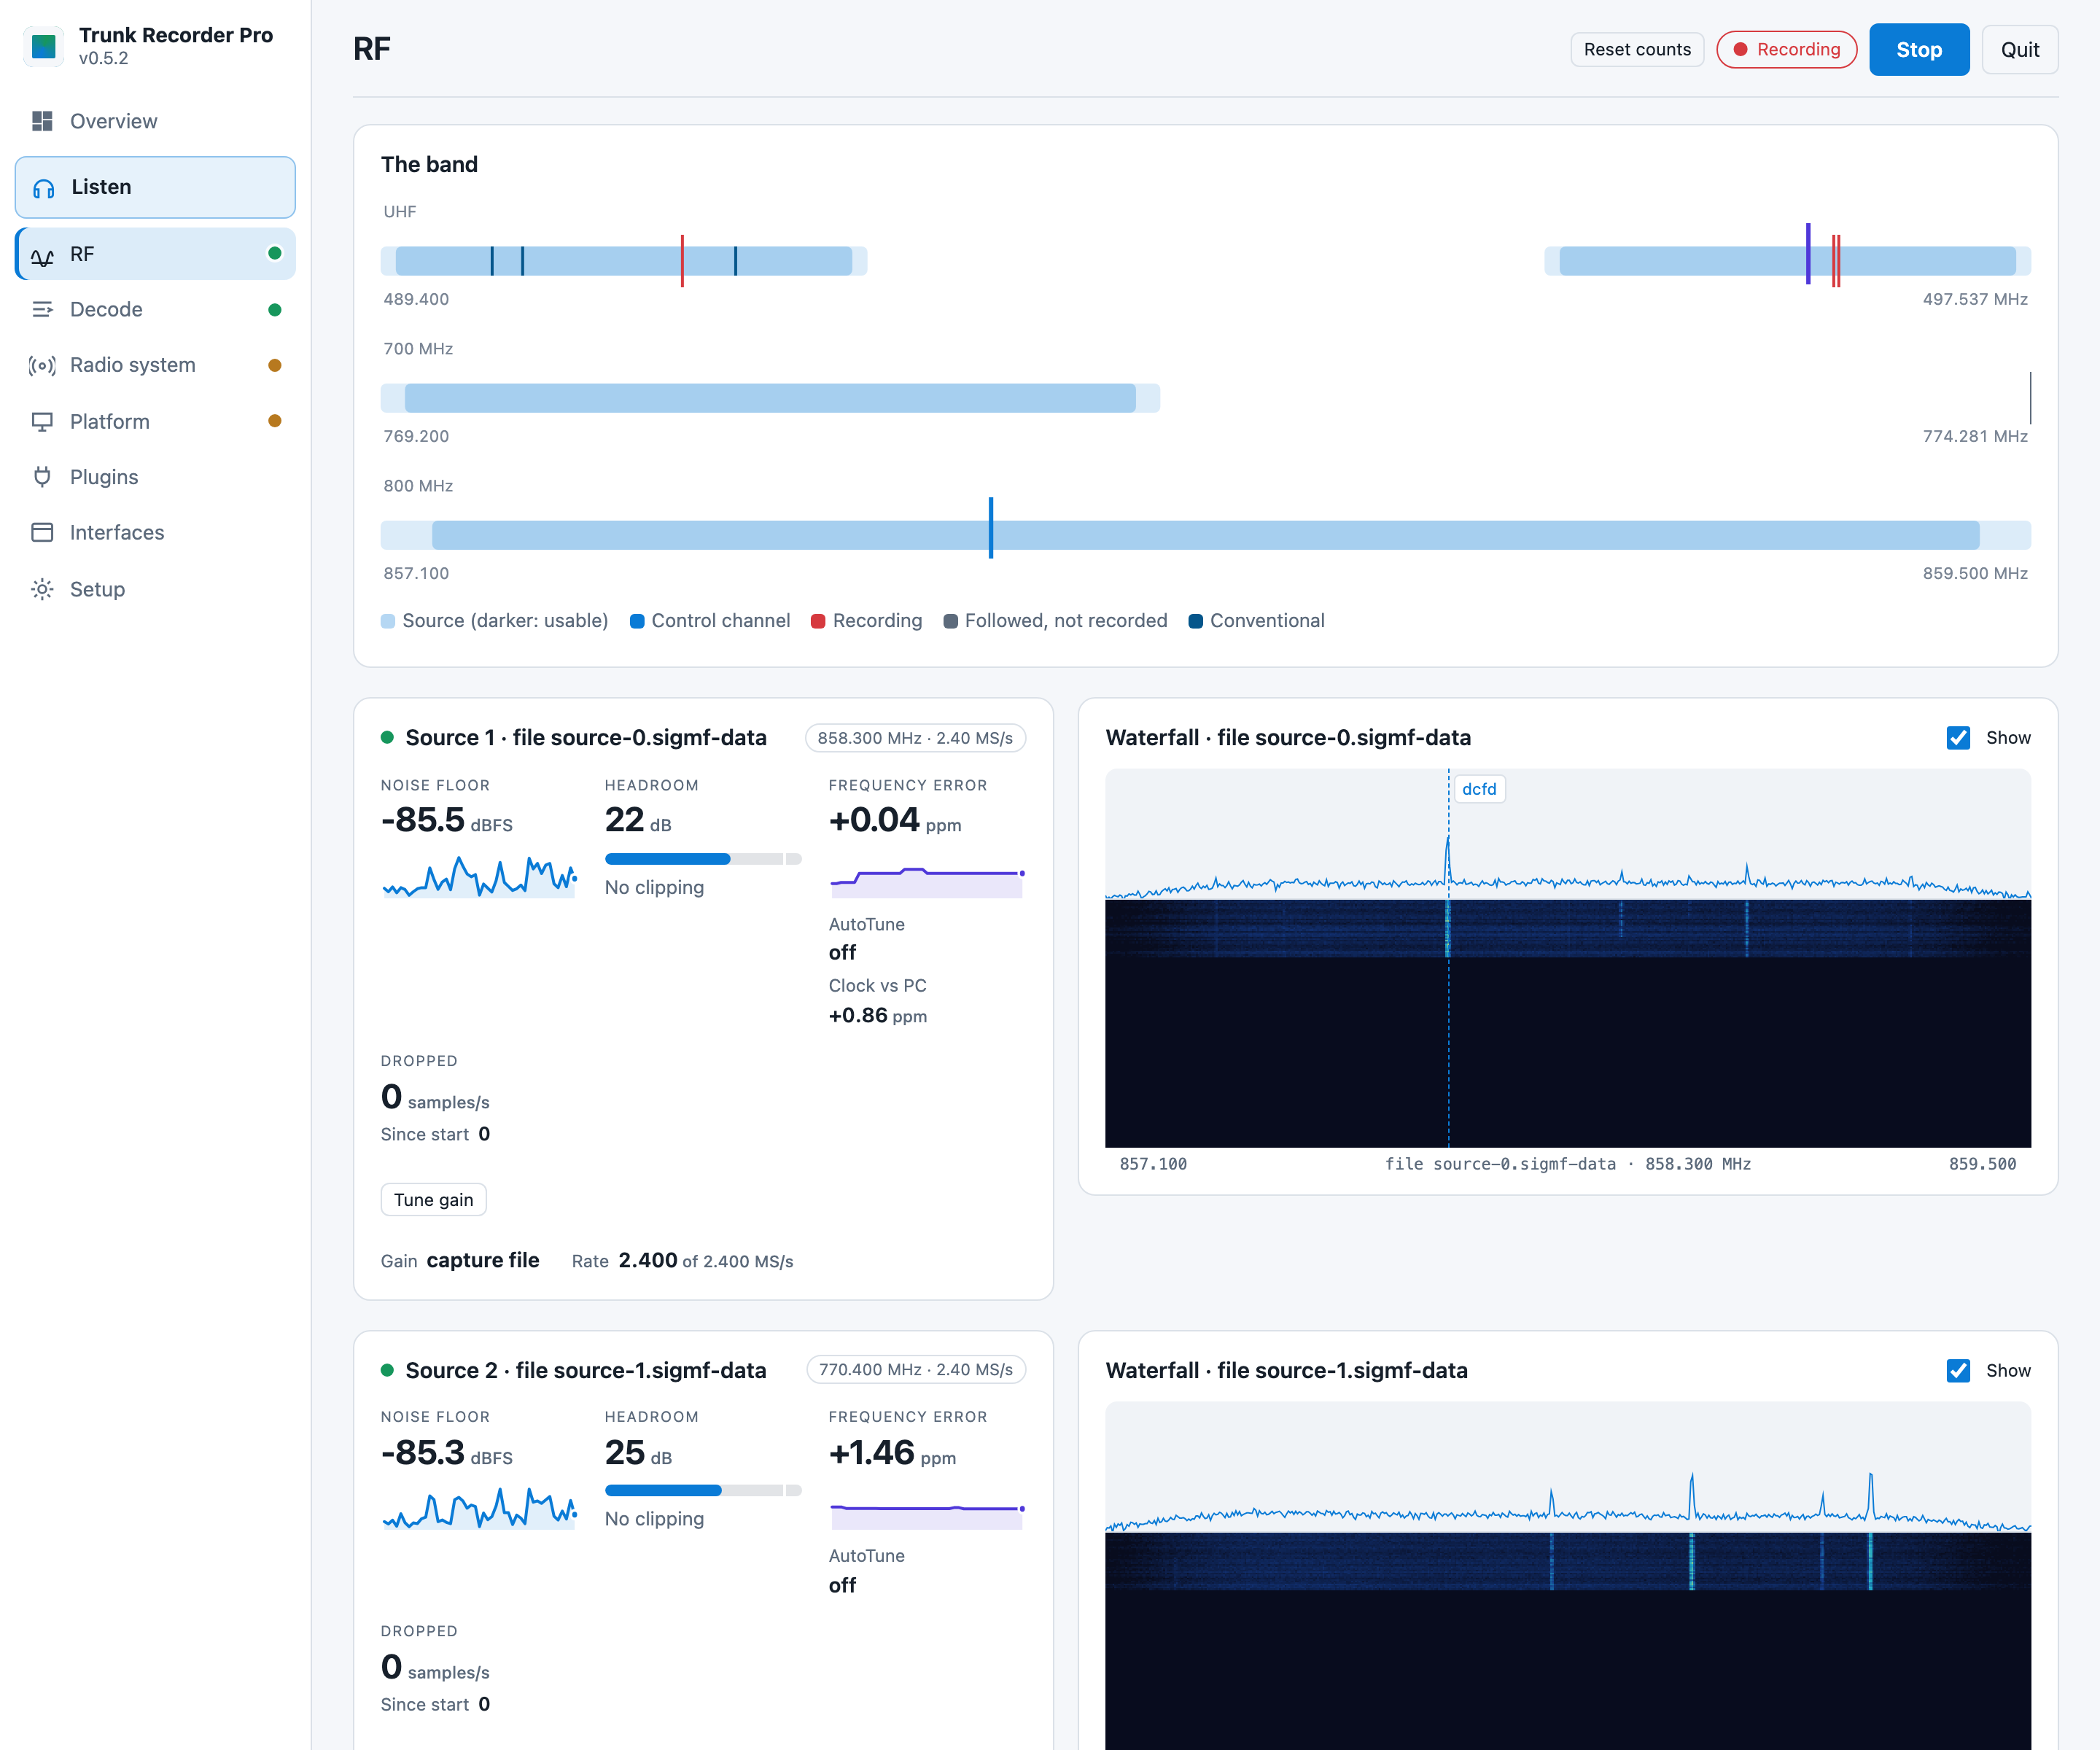 Trunk Recorder Pro
v0.5.2
Overview
Listen
RF
Decode
Radio system
Platform
Plugins
Interfaces
Setup
RF
Reset counts
Recording
Stop
Quit
The band
UHF
489.400
497.537 MHz
700 MHz
769.200
774.281 MHz
800 MHz
857.100
859.500 MHz
Source (darker: usable)
Control channel
Recording
Followed, not recorded
Conventional
Source 1 · file source-0.sigmf-data
858.300 MHz · 2.40 MS/s
NOISE FLOOR
-85.5 dBFS
HEADROOM
22 dB
No clipping
FREQUENCY ERROR
+0.04 ppm
AutoTune
off
Clock vs PC
+0.86 ppm
DROPPED
0 samples/s
Since start 0
Tune gain
Gain capture file
Rate 2.400 of 2.400 MS/s
Waterfall · file source-0.sigmf-data
Show
dcfd
857.100
file source-0.sigmf-data · 858.300 MHz
859.500
Source 2 · file source-1.sigmf-data
770.400 MHz · 2.40 MS/s
NOISE FLOOR
-85.3 dBFS
HEADROOM
25 dB
No clipping
FREQUENCY ERROR
+1.46 ppm
AutoTune
off
DROPPED
0 samples/s
Since start 0
Waterfall · file source-1.sigmf-data
Show